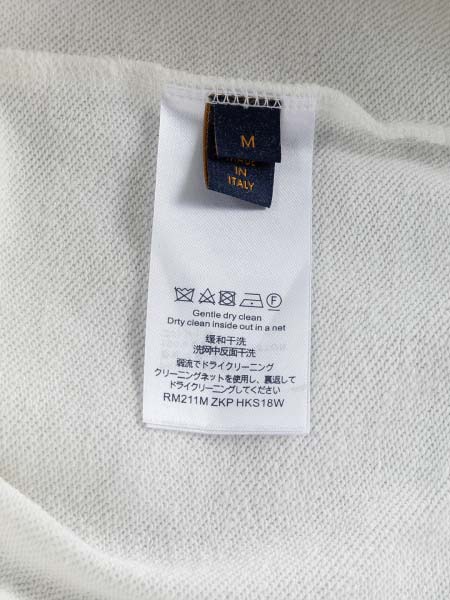 M
MADE
IN
ITALY
F
Gentle dry clean
Drty clean inside out in a net
缓和干洗
洗网中反面干洗
弱流でドライクリーニング
クリーニングネットを使用し、裏返して
ドライクリーニングしてください
RM211M ZKP HKS18W